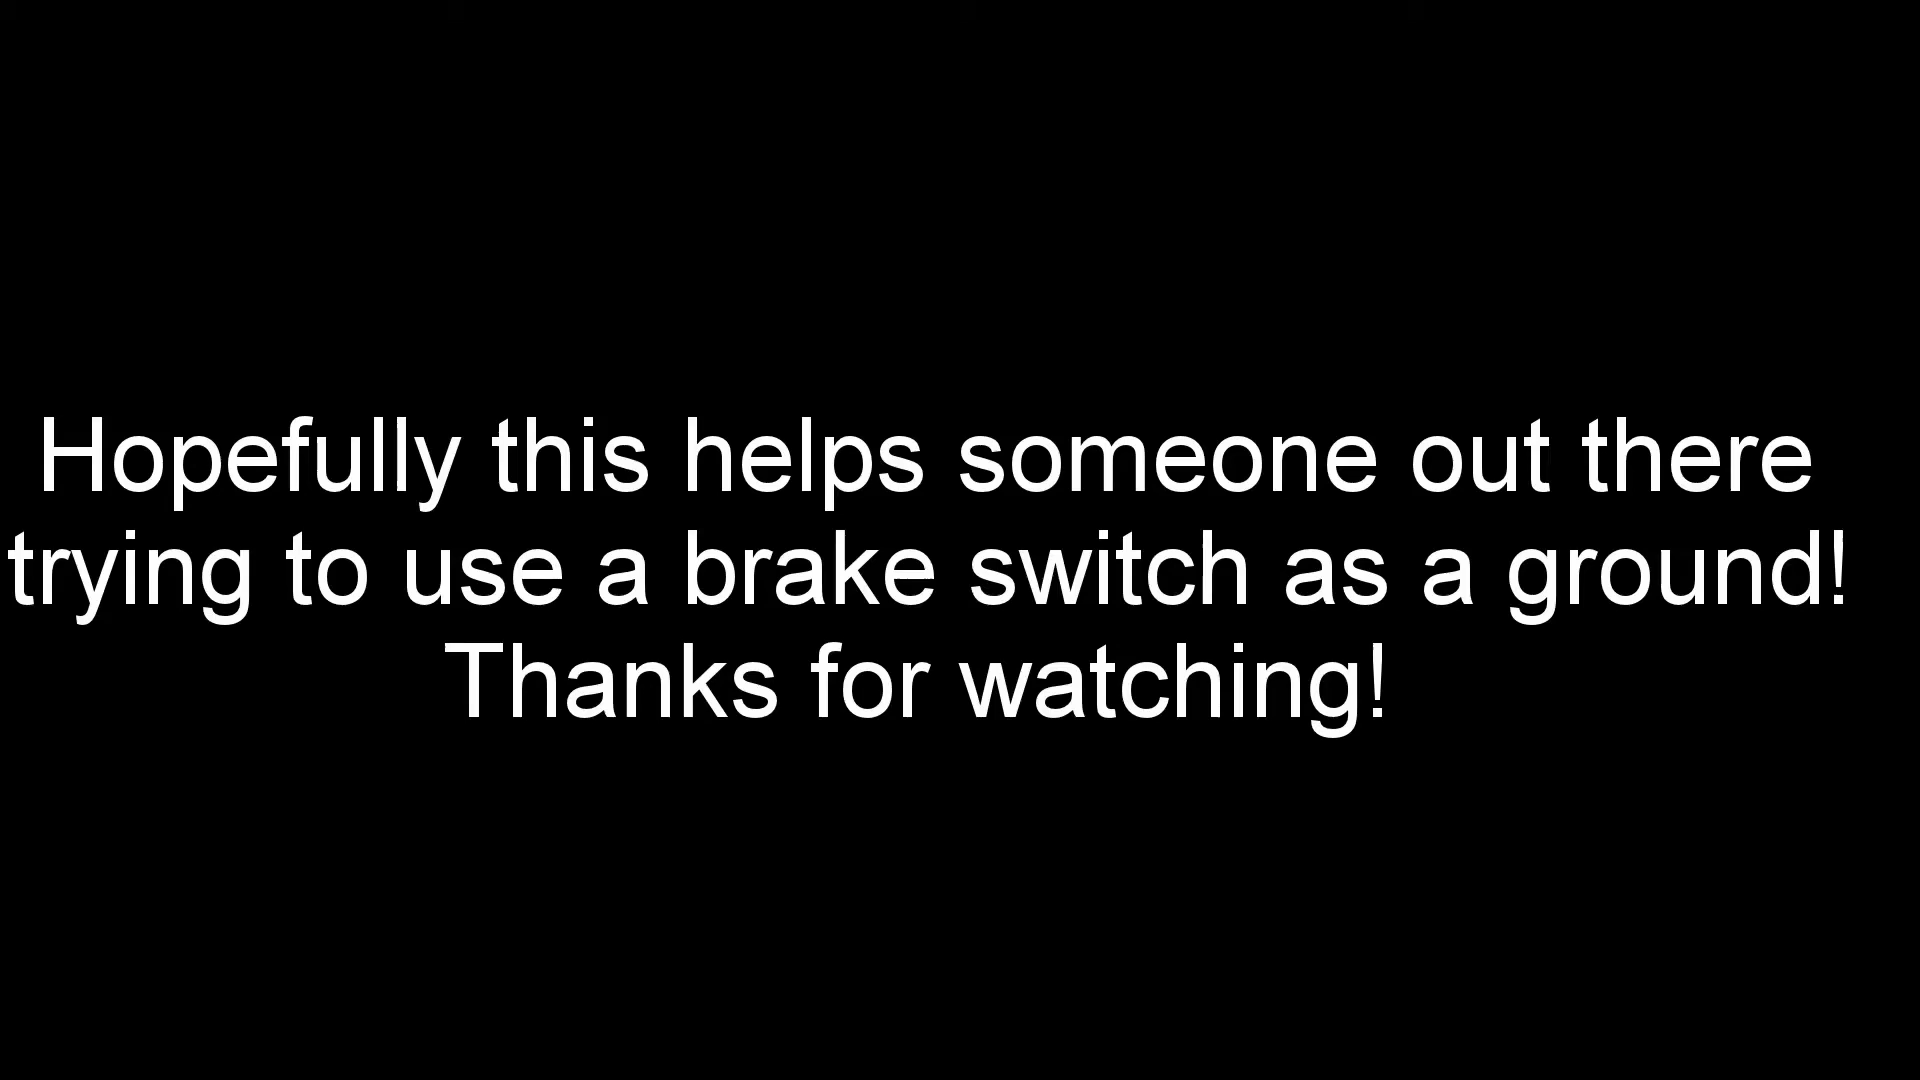 Hopefully this helps someone out there
trying to use a brake switch as a ground!
Thanks for watching!